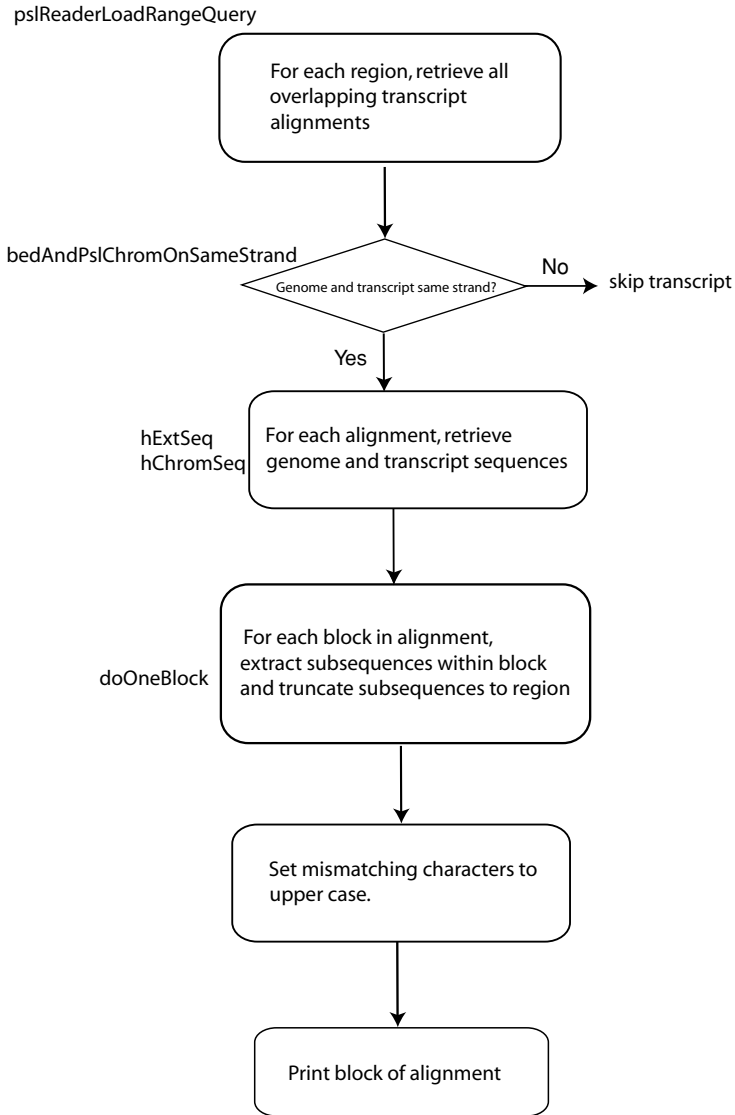 pslReaderLoadRangeQuery
For each region, retrieve all
overlapping transcript
alignments
bedAndPslChromOnSameStrand
Genome and transcript same strand?
No
skip transcript
Yes
hExtSeq
hChromSeq
For each alignment, retrieve
genome and transcript sequences
doOneBlock
For each block in alignment,
extract subsequences within block
and truncate subsequences to region
Set mismatching characters to
upper case.
Print block of alignment